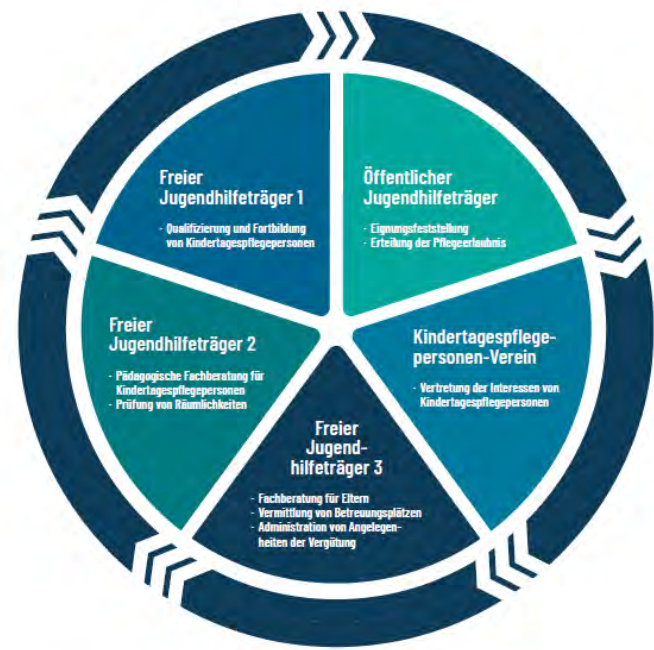 Freier
Jugendhilfeträger 1
- Qualifizierung und Fortbildung
von Kindertagespflegepersonen
Öffentlicher
Jugendhilfeträger
- Eignungsfeststellung
- Erteilung der Pflegeerlaubnis
Freier
Jugendhilfeträger 2
- Pädagogische Fachberatung für
Kindertagespflegepersonen
- Prüfung von Räumlichkeiten
Kindertagespflege-
personen-Verein
- Vertretung der Interessen von
Kindertagespflegepersonen
Freier
Jugend-
hilfeträger 3
- Fachberatung für Eltern
- Vermittlung von Betreuungsplätzen
- Administration von Angelegen-
heiten der Vergütung